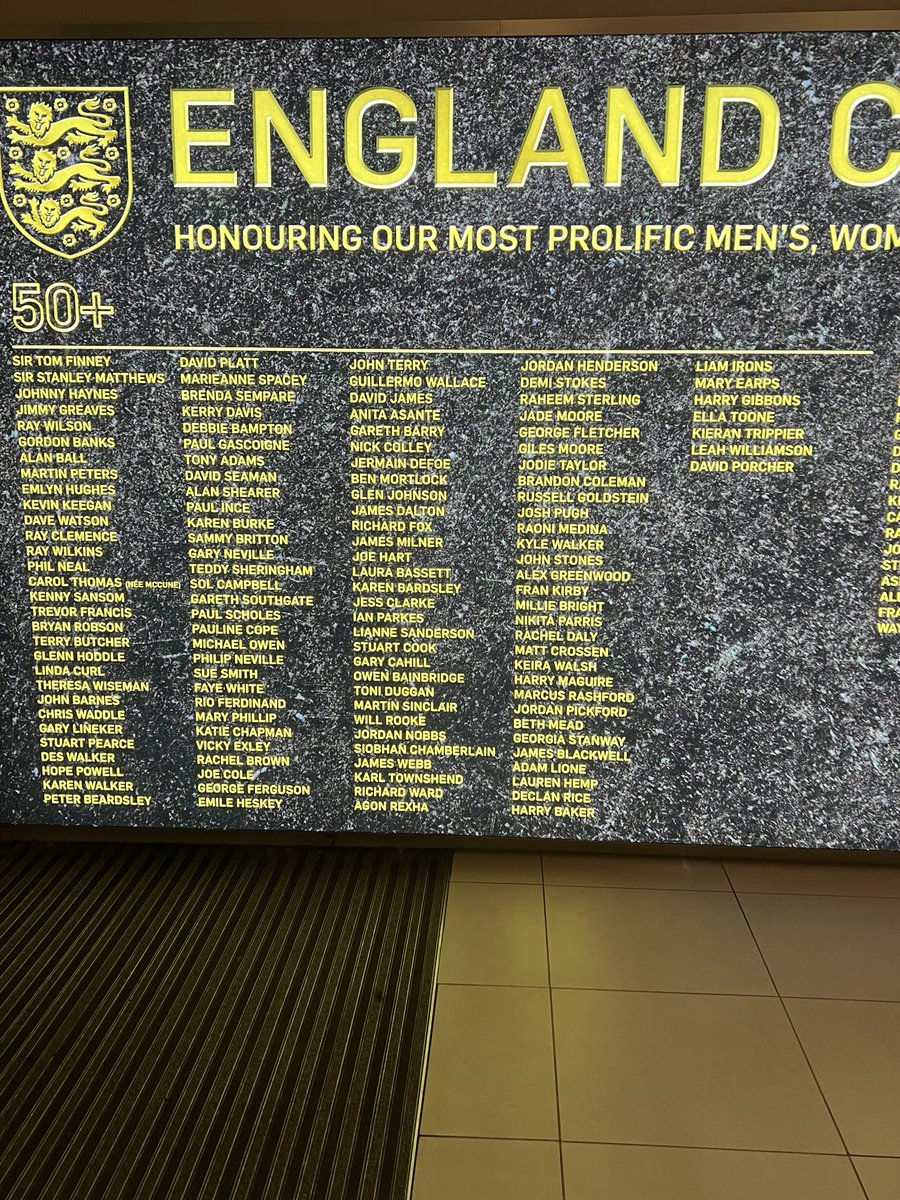 ENGLAND C
HONOURING OUR MOST PROLIFIC MEN'S, WOM
50+
SIR TOM FINNEY
SIR STANLEY MATTHEWS
JOHNNY HAYNES
JIMMY GREAVES
RAY WILSON
GORDON BANKS
ALAN BALL
MARTIN PETERS
EMLYN HUGHES
KEVIN KEEGAN
DAVE WATSON
RAY CLEMENCE
RAY WILKINS
PHIL NEAL
CAROL THOMAS (NÉE MCCUNE)
KENNY SANSOM
TREVOR FRANCIS
BRYAN ROBSON
TERRY BUTCHER
GLENN HODDLE
LINDA CURL
THERESA WISEMAN
JOHN BARNES
CHRIS WADDLE
GARY LINEKER
STUART PEARCE
DES WALKER
HOPE POWELL
KAREN WALKER
PETER BEARDSLEY
DAVID PLATT
MARIEANNE SPACEY
BRENDA SEMPARE
KERRY DAVIS
DEBBIE BAMPTON
PAUL GASCOIGNE
TONY ADAMS
DAVID SEAMAN
ALAN SHEARER
PAUL INCE
KAREN BURKE
SAMMY BRITTON
GARY NEVILLE
TEDDY SHERINGHAM
SOL CAMPBELL
GARETH SOUTHGATE
PAUL SCHOLES
PAULINE COPE
MICHAEL OWEN
PHILIP NEVILLE
SUE SMITH
FAYE WHITE
RIO FERDINAND
MARY PHILLIP
KATIE CHAPMAN
VICKY EXLEY
RACHEL BROWN
JOE COLE
GEORGE FERGUSON
EMILE HESKEY
JOHN TERRY
GUILLERMO WALLACE
DAVID JAMES
ANITA ASANTE
GARETH BARRY
NICK COLLEY
JERMAIN DEFOE
BEN MORTLOCK
GLEN JOHNSON
JAMES DALTON
RICHARD FOX
JAMES MILNER
JOE HART
LAURA BASSETT
KAREN BARDSLEY
JESS CLARKE
IAN PARKES
LIANNE SANDERSON
STUART COOK
GARY CAHILL
OWEN BAINBRIDGE
TONI DUGGAN
MARTIN SINCLAIR
WILL ROOKE
JORDAN NOBBS
SIOBHAN CHAMBERLAIN
JAMES WEBB
KARL TOWNSHEND
RICHARD WARD
AGON REXHA
JORDAN HENDERSON
DEMI STOKES
RAHEEM STERLING
JADE MOORE
GEORGE FLETCHER
GILES MOORE
JODIE TAYLOR
BRANDON COLEMAN
RUSSELL GOLDSTEIN
JOSH PUGH
RAONI MEDINA
KYLE WALKER
JOHN STONES
ALEX GREENWOOD
FRAN KIRBY
MILLIE BRIGHT
NIKITA PARRIS
RACHEL DALY
MATT CROSSEN
KEIRA WALSH
HARRY MAGUIRE
MARCUS RASHFORD
JORDAN PICKFORD
BETH MEAD
GEORGIA STANWAY
JAMES BLACKWELL
ADAM LIONE
LAUREN HEMP
DECLAN RICE
HARRY BAKER
LIAM IRONS
MARY EARPS
HARRY GIBBONS
ELLA TOONE
KIERAN TRIPPIER
LEAH WILLIAMSON
DAVID PORCHER